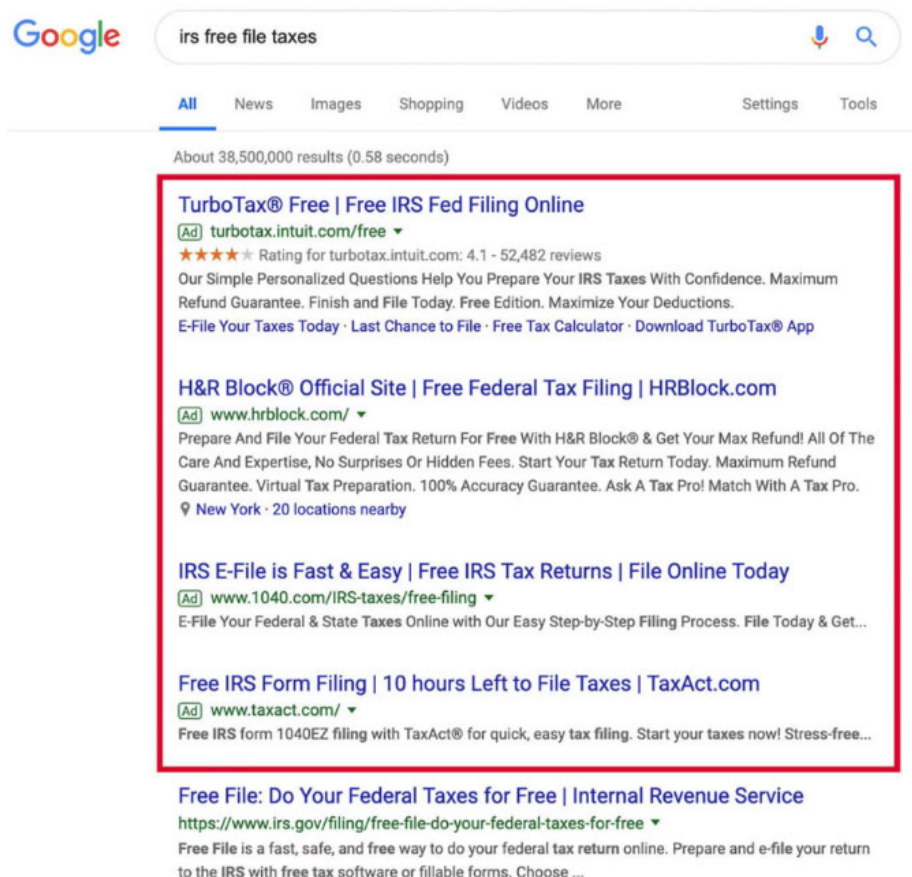 Google
irs free file taxes
All News Images Shopping Videos More Settings Tools
About 38,500,000 results (0.58 seconds)
TurboTax® Free | Free IRS Fed Filing Online
Ad turbotax.intuit.com/free
Rating for turbotax.intuit.com: 4.1 - 52,482 reviews
Our Simple Personalized Questions Help You Prepare Your IRS Taxes With Confidence. Maximum
Refund Guarantee. Finish and File Today. Free Edition. Maximize Your Deductions.
E-File Your Taxes Today · Last Chance to File · Free Tax Calculator · Download TurboTax® App
H&R Block® Official Site | Free Federal Tax Filing | HRBlock.com
Ad www.hrblock.com/
Prepare And File Your Federal Tax Return For Free With H&R Block® & Get Your Max Refund! All Of The
Care And Expertise, No Surprises Or Hidden Fees. Start Your Tax Return Today. Maximum Refund
Guarantee. Virtual Tax Preparation. 100% Accuracy Guarantee. Ask A Tax Pro! Match With A Tax Pro.
New York · 20 locations nearby
IRS E-File is Fast & Easy | Free IRS Tax Returns | File Online Today
Ad www.1040.com/IRS-taxes/free-filing
E-File Your Federal & State Taxes Online with Our Easy Step-by-Step Filing Process. File Today & Get...
Free IRS Form Filing | 10 hours Left to File Taxes | TaxAct.com
Ad www.taxact.com/
Free IRS form 1040EZ filing with TaxAct® for quick, easy tax filing. Start your taxes now! Stress-free...
Free File: Do Your Federal Taxes for Free | Internal Revenue Service
https://www.irs.gov/filing/free-file-do-your-federal-taxes-for-free
Free File is a fast, safe, and free way to do your federal tax return online. Prepare and e-file your return
to the IRS with free tax software or fillable forms. Choose ...